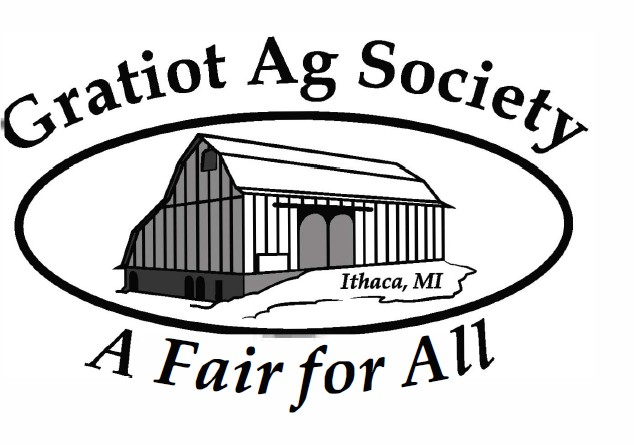 Gratiot Ag Society
Ithaca, MI
A Fair for All